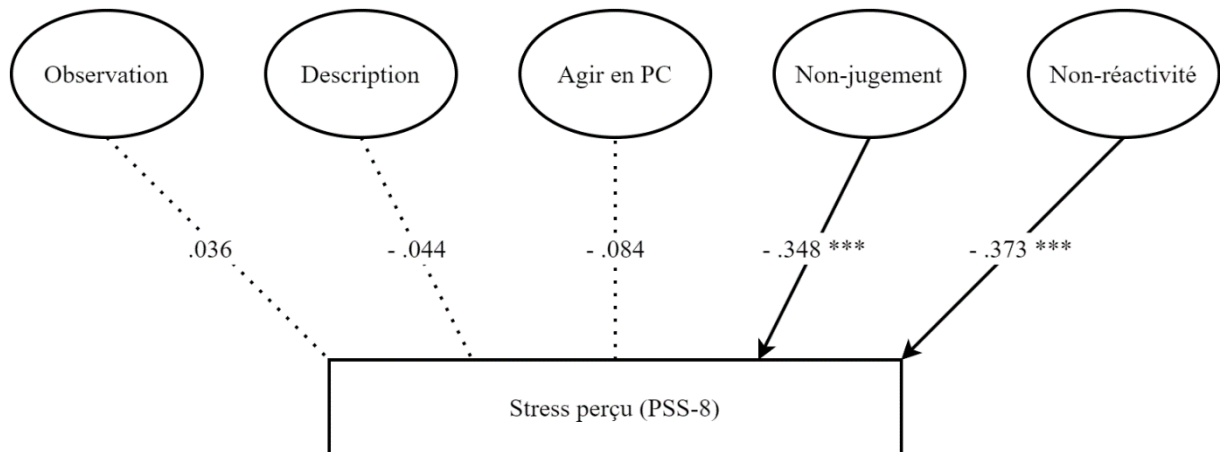 Observation
Description
Agir en PC
Non-jugement
Non-réactivité
.036
- .044
- .084
- .348 ***
- .373 ***
Stress perçu (PSS-8)